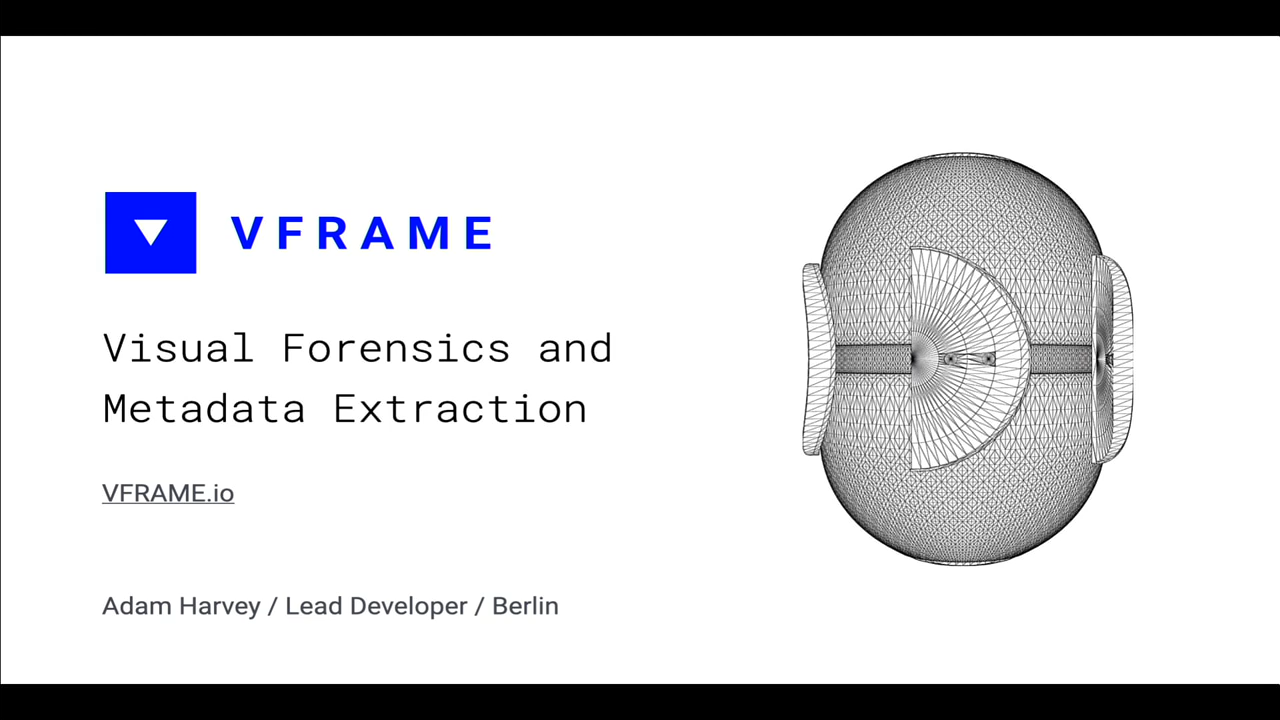 VFRAME
Visual Forensics and
Metadata Extraction
VFRAME.io
Adam Harvey / Lead Developer / Berlin